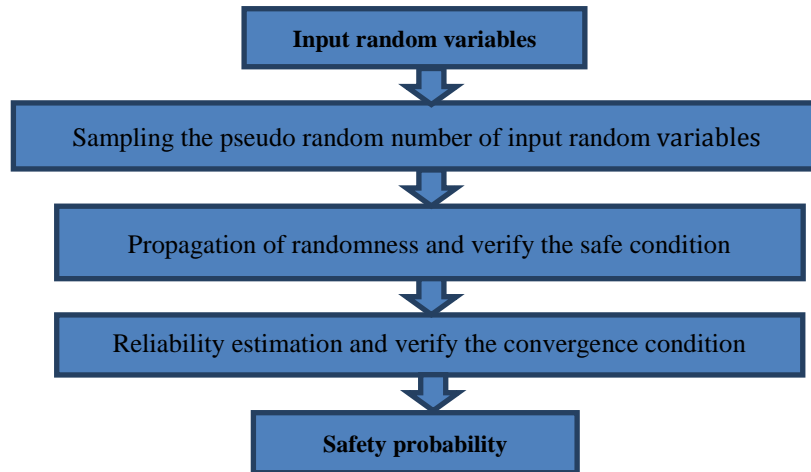 Input random variables
Sampling the pseudo random number of input random variables
Propagation of randomness and verify the safe condition
Reliability estimation and verify the convergence condition
Safety probability